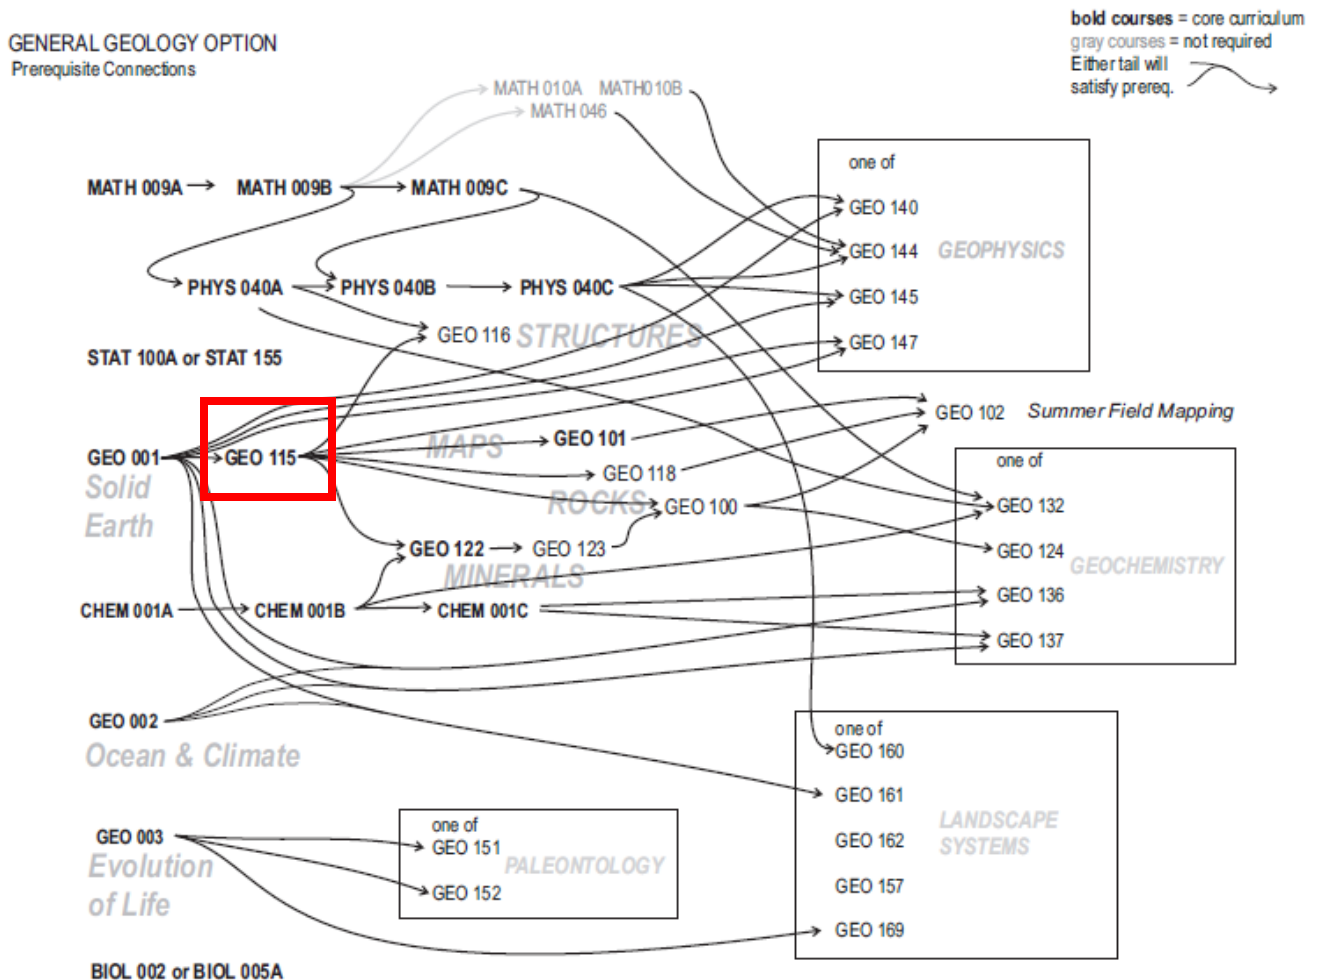 GENERAL GEOLOGY OPTION
Prerequisite Connections
bold courses = core curriculum
gray courses = not required
Either tail will
satisfy prereq.
MATH 010A MATH010B
MATH 046
MATH 009A MATH 009B MATH 009C
PHYS 040A PHYS 040B PHYS 040C
GEO 116 STRUCTURES
STAT 100A or STAT 155
one of
GEO 140
GEO 144 GEOPHYSICS
GEO 145
GEO 147
GEO 102 Summer Field Mapping
GEO 001 GEO 115 MAPS GEO 101
Solid
Earth
GEO 118
ROCKS GEO 100
GEO 122 GEO 123
MINERALS
one of
GEO 132
GEO 124 GEOCHEMISTRY
GEO 136
GEO 137
CHEM 001A CHEM 001B CHEM 001C
GEO 002
Ocean & Climate
one of
GEO 160
GEO 161
GEO 162
GEO 157
GEO 169
LANDSCAPE
SYSTEMS
GEO 003
Evolution
of Life
one of
GEO 151
PALEONTOLOGY
GEO 152
BIOL 002 or BIOL 005A